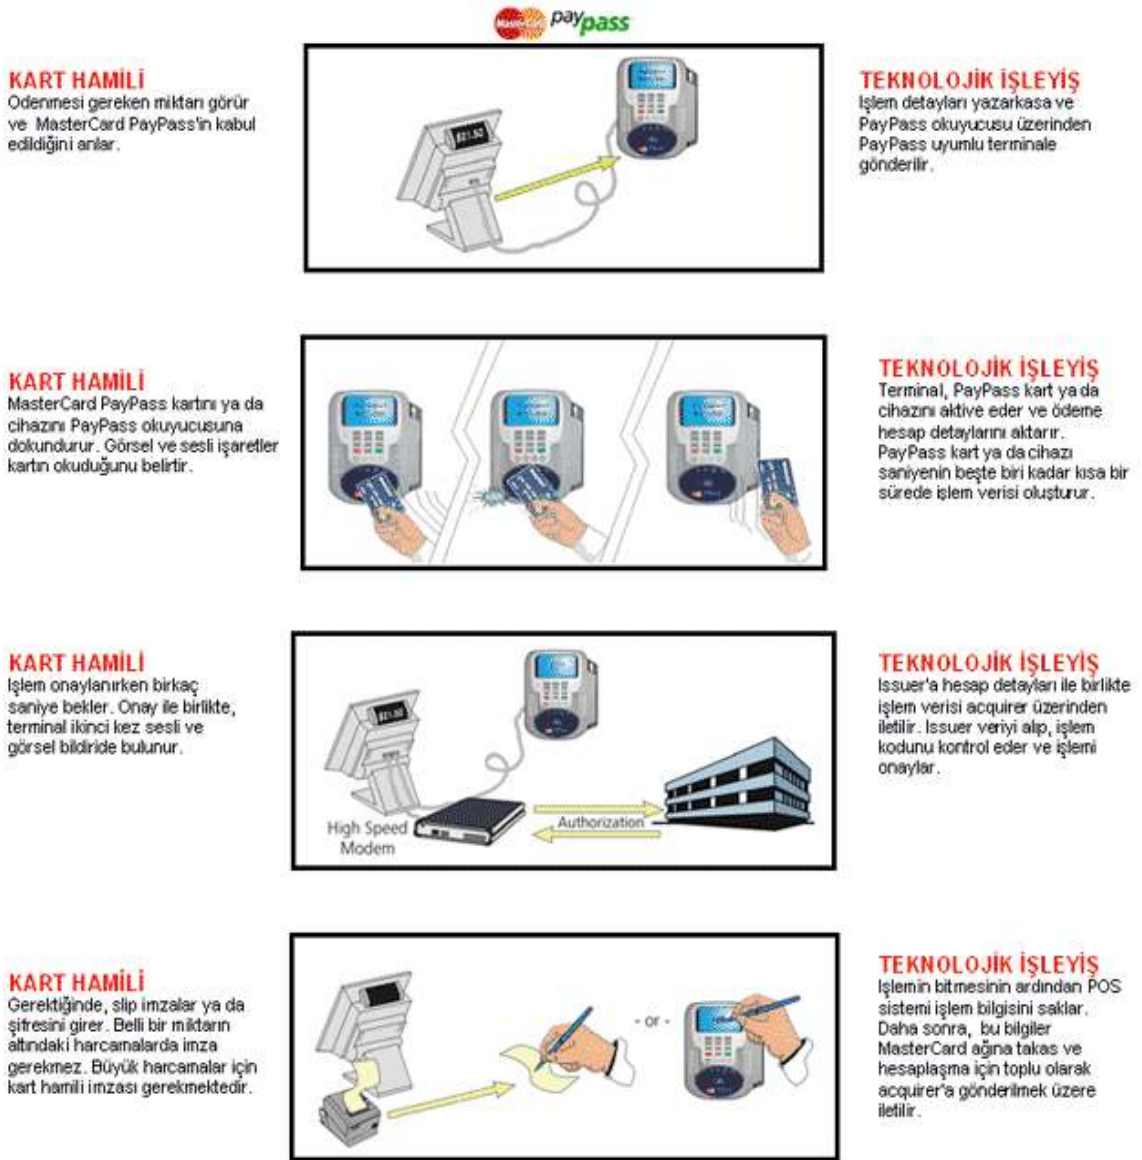 MasterCard paypass
KART HAMİLİ
Ödenmesi gereken miktarı görür
ve MasterCard PayPass'in kabul
edildiğini anlar.
$21.50
TEKNOLOJİK İŞLEYİŞ
İşlem detayları yazarkasa ve
PayPass okuyucusu üzerinden
PayPass uyumlu terminale
gönderilir.
KART HAMİLİ
MasterCard PayPass kartını ya da
cihazını PayPass okuyucusuna
dokundurur. Görsel ve sesli işaretler
kartın okuduğunu belirtir.
TEKNOLOJİK İŞLEYİŞ
Terminal, PayPass kart ya da
cihazını aktive eder ve ödeme
hesap detaylarını aktarır.
PayPass kart ya da cihazı
saniyenin beşte biri kadar kısa bir
sürede işlem verisi oluşturur.
KART HAMİLİ
İşlem onaylanırken birkaç
saniye bekler. Onay ile birlikte,
terminal ikinci kez sesli ve
görsel bildiride bulunur.
$21.50
High Speed
Modem
Authorization
TEKNOLOJİK İŞLEYİŞ
Issuer'a hesap detayları ile birlikte
işlem verisi acquirer üzerinden
iletilir. Issuer veriyi alıp, işlem
kodunu kontrol eder ve işlemi
onaylar.
KART HAMİLİ
Gerektiğinde, slip imzalar ya da
şifresini girer. Belli bir miktarın
altındaki harcamalarda imza
gerekmez. Büyük harcamalar için
kart hamili imzası gerekmektedir.
- or -
TEKNOLOJİK İŞLEYİŞ
İşlemin bitmesinin ardından POS
sistemi işlem bilgisini saklar.
Daha sonra, bu bilgiler
MasterCard ağına takas ve
hesaplaşma için toplu olarak
acquirer'a gönderilmek üzere
iletilir.